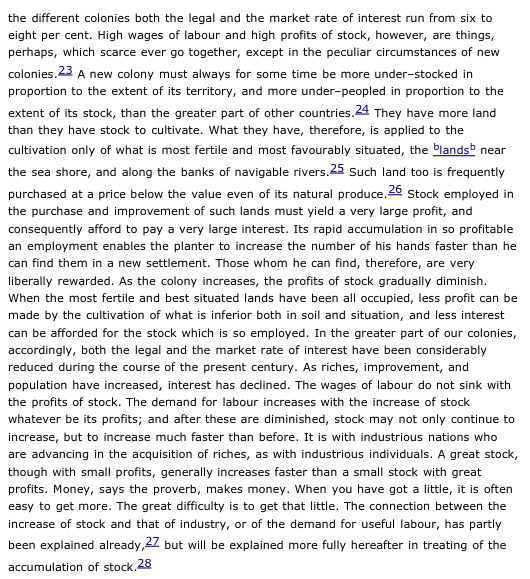 the different colonies both the legal and the market rate of interest run from six to
eight per cent. High wages of labour and high profits of stock, however, are things,
perhaps, which scarce ever go together, except in the peculiar circumstances of new
colonies.23 A new colony must always for some time be more under–stocked in
proportion to the extent of its territory, and more under–peopled in proportion to the
extent of its stock, than the greater part of other countries.24 They have more land
than they have stock to cultivate. What they have, therefore, is applied to the
cultivation only of what is most fertile and most favourably situated, the blandsb near
the sea shore, and along the banks of navigable rivers.25 Such land too is frequently
purchased at a price below the value even of its natural produce.26 Stock employed in
the purchase and improvement of such lands must yield a very large profit, and
consequently afford to pay a very large interest. Its rapid accumulation in so profitable
an employment enables the planter to increase the number of his hands faster than he
can find them in a new settlement. Those whom he can find, therefore, are very
liberally rewarded. As the colony increases, the profits of stock gradually diminish.
When the most fertile and best situated lands have been all occupied, less profit can be
made by the cultivation of what is inferior both in soil and situation, and less interest
can be afforded for the stock which is so employed. In the greater part of our colonies,
accordingly, both the legal and the market rate of interest have been considerably
reduced during the course of the present century. As riches, improvement, and
population have increased, interest has declined. The wages of labour do not sink with
the profits of stock. The demand for labour increases with the increase of stock
whatever be its profits; and after these are diminished, stock may not only continue to
increase, but to increase much faster than before. It is with industrious nations who
are advancing in the acquisition of riches, as with industrious individuals. A great stock,
though with small profits, generally increases faster than a small stock with great
profits. Money, says the proverb, makes money. When you have got a little, it is often
easy to get more. The great difficulty is to get that little. The connection between the
increase of stock and that of industry, or of the demand for useful labour, has partly
been explained already,27 but will be explained more fully hereafter in treating of the
accumulation of stock.28